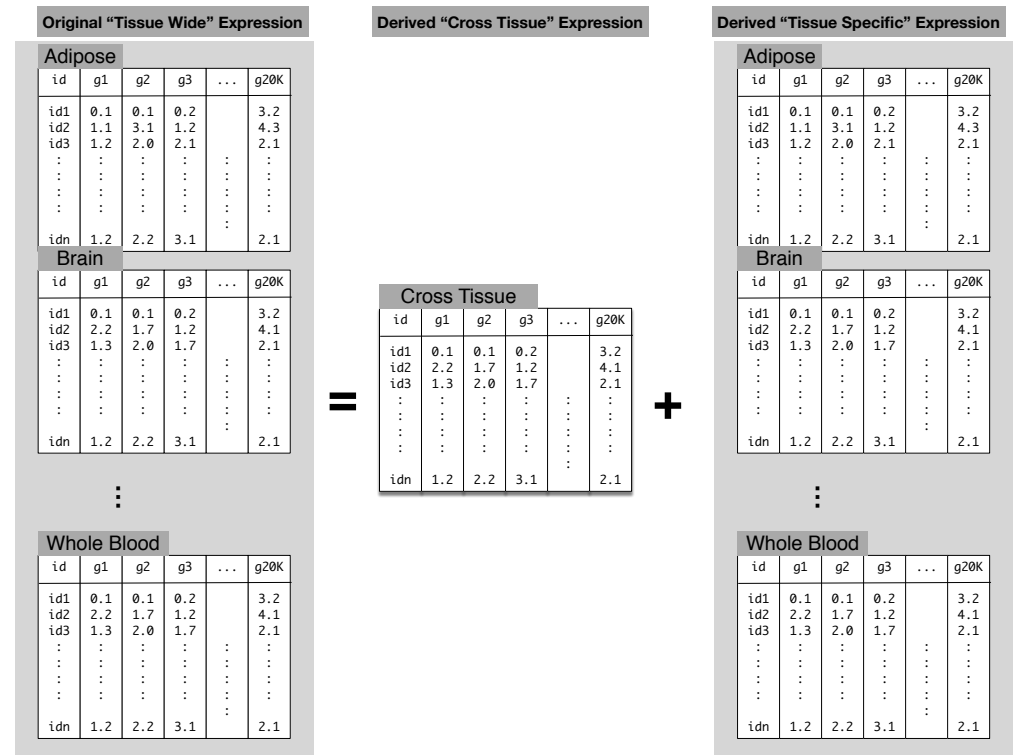 Original “Tissue Wide” Expression
Adipose
id g1 g2 g3 ... g20K
id1 0.1 0.1 0.2 3.2
id2 1.1 3.1 1.2 4.3
id3 1.2 2.0 2.1 2.1
: : : : : :
: : : : : :
: : : : : :
: : : : : :
:
idn 1.2 2.2 3.1 2.1
Brain
id g1 g2 g3 ... g20K
id1 0.1 0.1 0.2 3.2
id2 2.2 1.7 1.2 4.1
id3 1.3 2.0 1.7 2.1
: : : : : :
: : : : : :
: : : : : :
: : : : : :
:
idn 1.2 2.2 3.1 2.1
⋮
Whole Blood
id g1 g2 g3 ... g20K
id1 0.1 0.1 0.2 3.2
id2 2.2 1.7 1.2 4.1
id3 1.3 2.0 1.7 2.1
: : : : : :
: : : : : :
: : : : : :
: : : : : :
:
idn 1.2 2.2 3.1 2.1
=
Derived “Cross Tissue” Expression
Cross Tissue
id g1 g2 g3 ... g20K
id1 0.1 0.1 0.2 3.2
id2 2.2 1.7 1.2 4.1
id3 1.3 2.0 1.7 2.1
: : : : : :
: : : : : :
: : : : : :
: : : : : :
:
idn 1.2 2.2 3.1 2.1
+
Derived “Tissue Specific” Expression
Adipose
id g1 g2 g3 ... g20K
id1 0.1 0.1 0.2 3.2
id2 1.1 3.1 1.2 4.3
id3 1.2 2.0 2.1 2.1
: : : : : :
: : : : : :
: : : : : :
: : : : : :
:
idn 1.2 2.2 3.1 2.1
Brain
id g1 g2 g3 ... g20K
id1 0.1 0.1 0.2 3.2
id2 2.2 1.7 1.2 4.1
id3 1.3 2.0 1.7 2.1
: : : : : :
: : : : : :
: : : : : :
: : : : : :
:
idn 1.2 2.2 3.1 2.1
⋮
Whole Blood
id g1 g2 g3 ... g20K
id1 0.1 0.1 0.2 3.2
id2 2.2 1.7 1.2 4.1
id3 1.3 2.0 1.7 2.1
: : : : : :
: : : : : :
: : : : : :
: : : : : :
:
idn 1.2 2.2 3.1 2.1